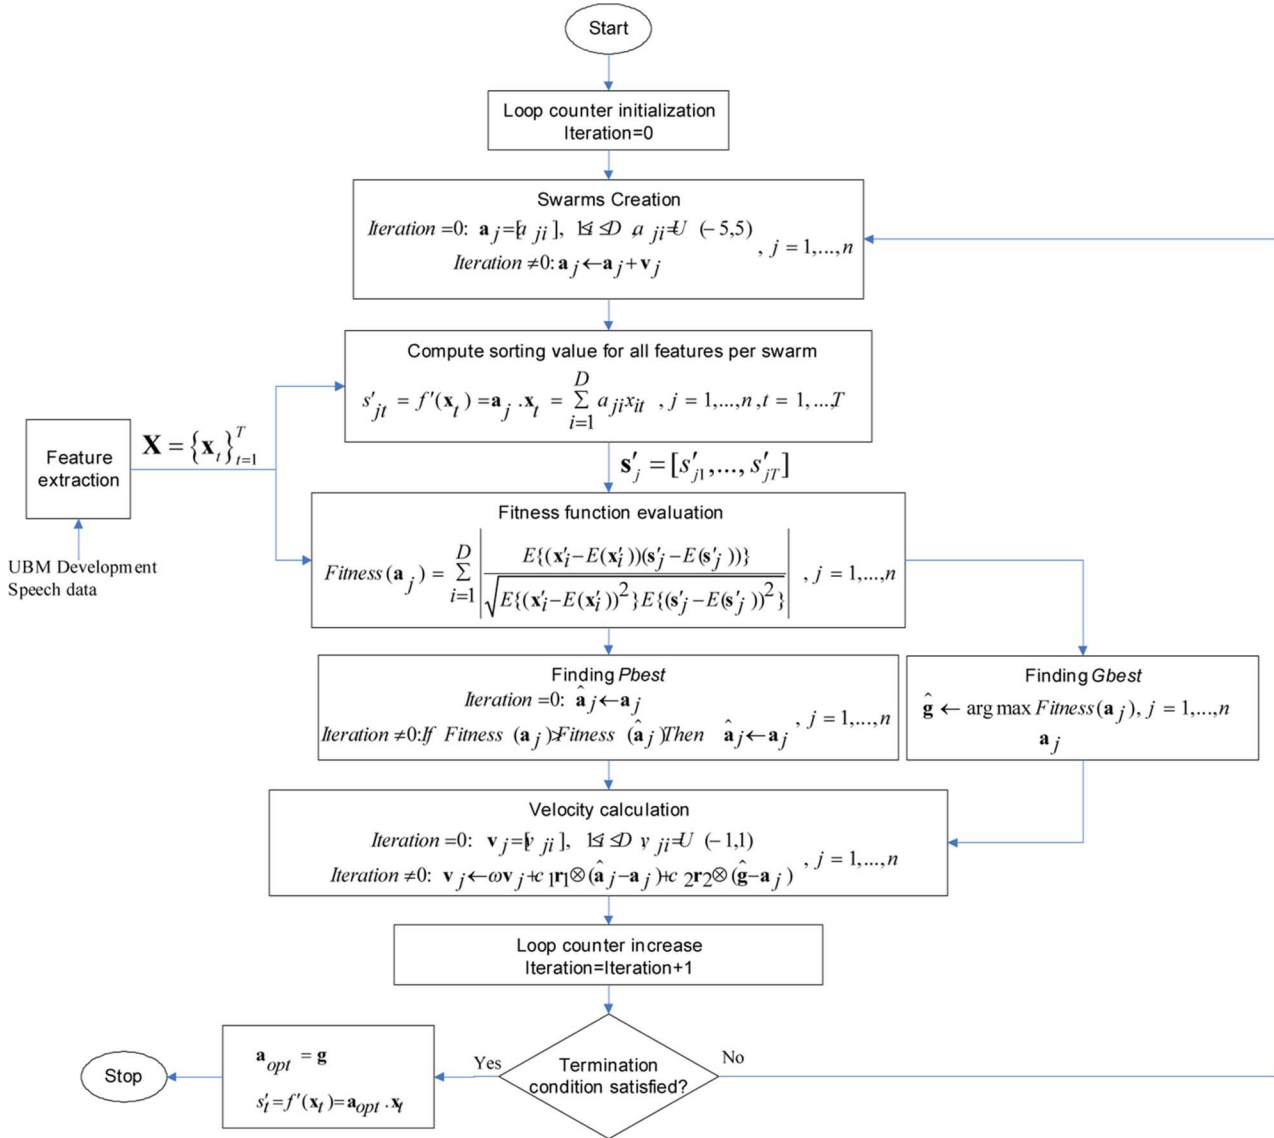 Start
Loop counter initialization
Iteration=0
Swarms Creation
Iteration =0: a_j=[a_ji], 1≤i≤D, a_ji=U (−5,5)
, j = 1,...,n
Iteration ≠0: a_j←a_j+v_j
Compute sorting value for all features per swarm
s′_jt = f′(x_t) =a_j .x_t = ∑_{i=1}^{D} a_ji x_it , j = 1,...,n ,t = 1, ...,T
Feature
extraction
X = {x_t}_{t=1}^{T}
UBM Development
Speech data
s′_j = [s′_j1,..., s′_jT]
Fitness function evaluation
Fitness(a_j) = ∑_{i=1}^{D} | E{(x′_i−E(x′_i))(s′_j−E(s′_j))} / √(E{(x′_i−E(x′_i))^2}E{(s′_j−E(s′_j))^2}) | , j = 1,...,n
Finding Pbest
Iteration =0: â_j←a_j
Iteration ≠0:If Fitness (a_j)>Fitness (â_j)Then â_j←a_j
, j = 1,...,n
Finding Gbest
ĝ ← arg max Fitness(a_j), j = 1,...,n
a_j
Velocity calculation
Iteration =0: v_j=[v_ji], 1≤i≤D, v_ji=U (−1,1)
, j = 1,...,n
Iteration ≠0: v_j←ωv_j+c_1r_1⊗(â_j−a_j)+c_2r_2⊗(ĝ−a_j)
Loop counter increase
Iteration=Iteration+1
Termination
condition satisfied?
Yes
No
a_opt = g
s′_t=f′(x_t)=a_opt .x_t
Stop